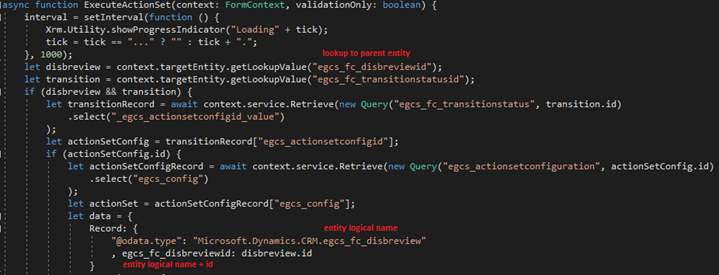 async function ExecuteActionSet(context: FormContext, validationOnly: boolean) {
interval = setInterval(function () {
Xrm.Utility.showProgressIndicator("Loading" + tick);
tick = tick == "..." ? "" : tick + ".";
}, 1000);
lookup to parent entity
let disbreview = context.targetEntity.getLookupValue("egcs_fc_disbreviewid");
let transition = context.targetEntity.getLookupValue("egcs_fc_transitionstatusid");
if (disbreview && transition) {
let transitionRecord = await context.service.Retrieve(new Query("egcs_fc_transitionstatus", transition.id)
.select("_egcs_actionsetconfigid_value")
);
let actionSetConfig = transitionRecord["egcs_actionsetconfigid"];
if (actionSetConfig.id) {
let actionSetConfigRecord = await context.service.Retrieve(new Query("egcs_actionsetconfiguration", actionSetConfig.id)
.select("egcs_config")
);
let actionSet = actionSetConfigRecord["egcs_config"];
let data = {
Record: { entity logical name
"@odata.type": "Microsoft.Dynamics.CRM.egcs_fc_disbreview"
, egcs_fc_disbreviewid: disbreview.id
} entity logical name + id